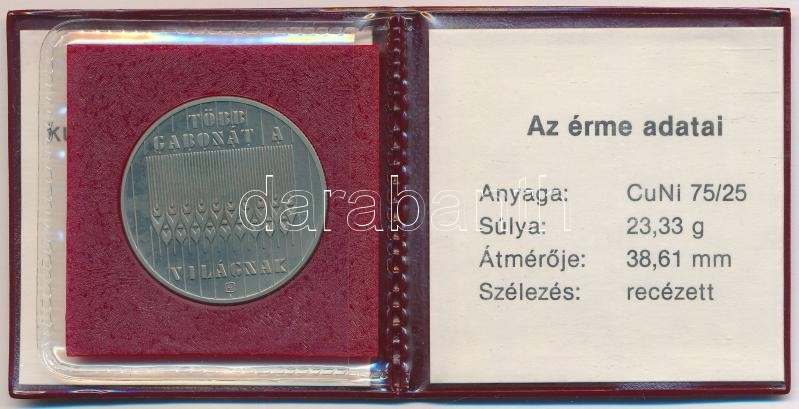 TÖBB
GABONÁT A
VILÁGNAK
Az érme adatai
Anyaga: CuNi 75/25
Súlya: 23,33 g
Átmérője: 38,61 mm
Szélezés: recézett
darabanth